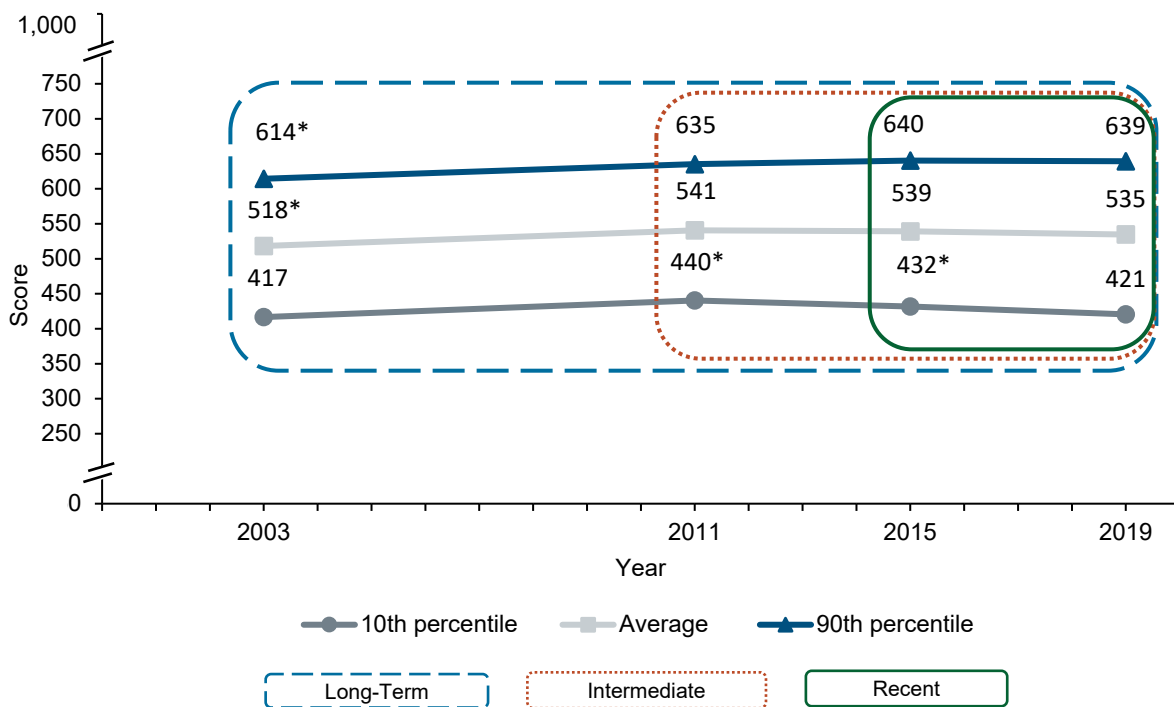 1,000
750
700
650
600
550
500
450
400
350
300
250
0
Score
614* 635 640 639
518* 541 539 535
417 440* 432* 421
2003 2011 2015 2019
Year
10th percentile Average 90th percentile
Long-Term Intermediate Recent